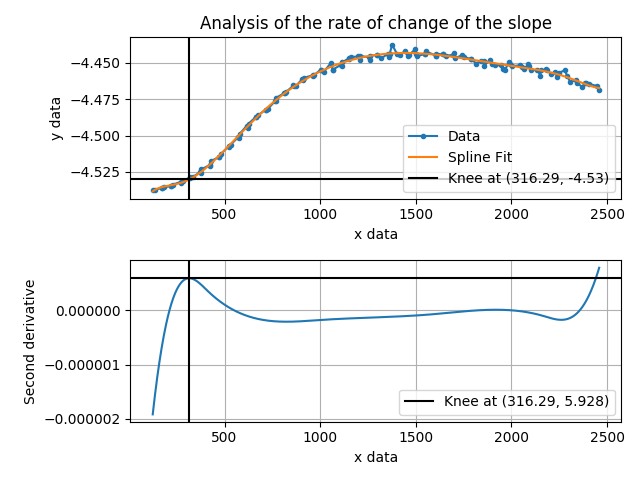 Analysis of the rate of change of the slope
y data
−4.450
−4.475
−4.500
−4.525
Data
Spline Fit
Knee at (316.29, -4.53)
500
1000
1500
2000
2500
x data
Second derivative
0.000000
−0.000001
−0.000002
Knee at (316.29, 5.928)
500
1000
1500
2000
2500
x data